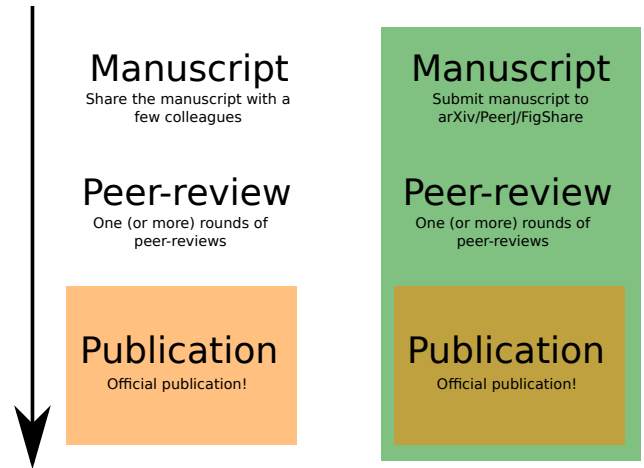 Manuscript
Share the manuscript with a
few colleagues
Peer-review
One (or more) rounds of
peer-reviews
Publication
Official publication!
Manuscript
Submit manuscript to
arXiv/PeerJ/FigShare
Peer-review
One (or more) rounds of
peer-reviews
Publication
Official publication!